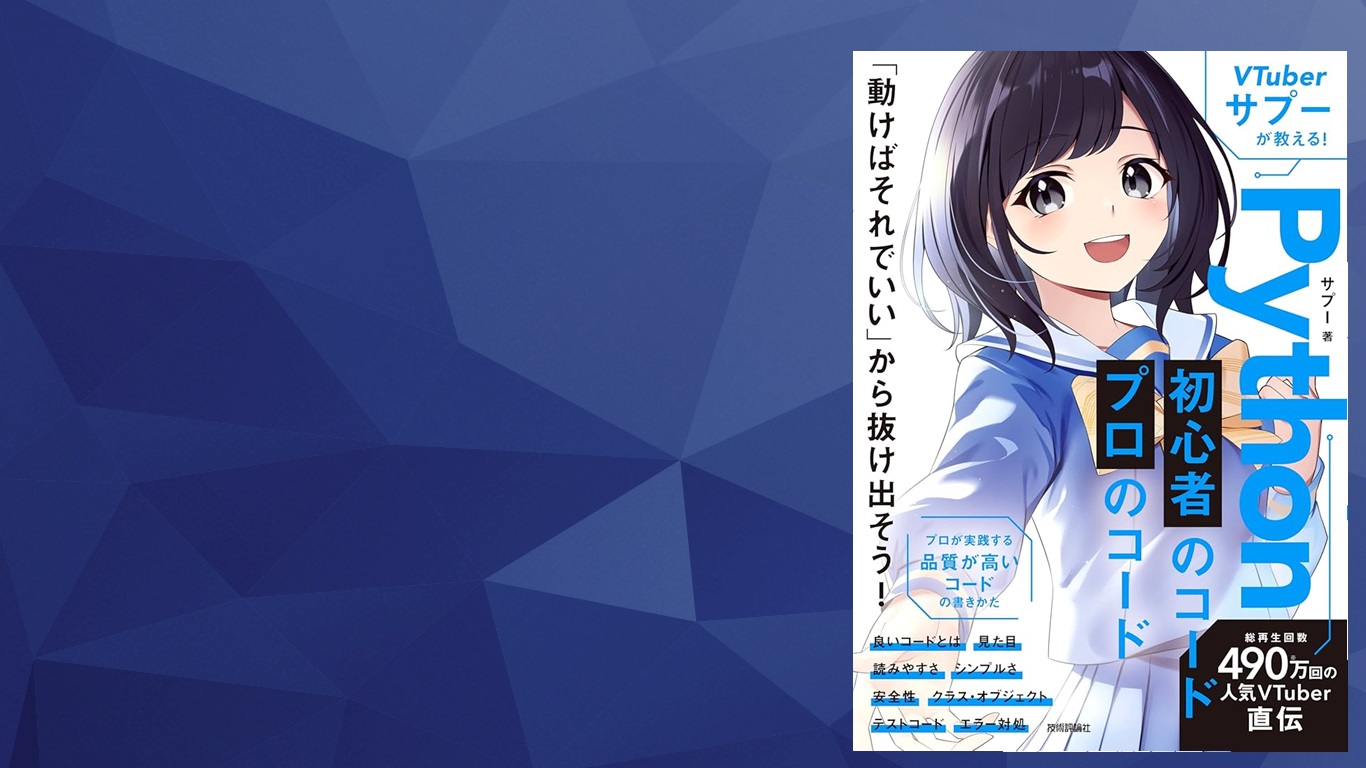 VTuber
サプー
が教える!
Python
サプー 著
初心者のコード
プロのコード
「動けばそれでいい」から抜け出そう!
プロが実践する
品質が高い
コード
の書きかた
良いコードとは 見た目
読みやすさ シンプルさ
安全性 クラス・オブジェクト
テストコード エラー対処
技術評論社
総再生回数
490万回の
人気VTuber
直伝